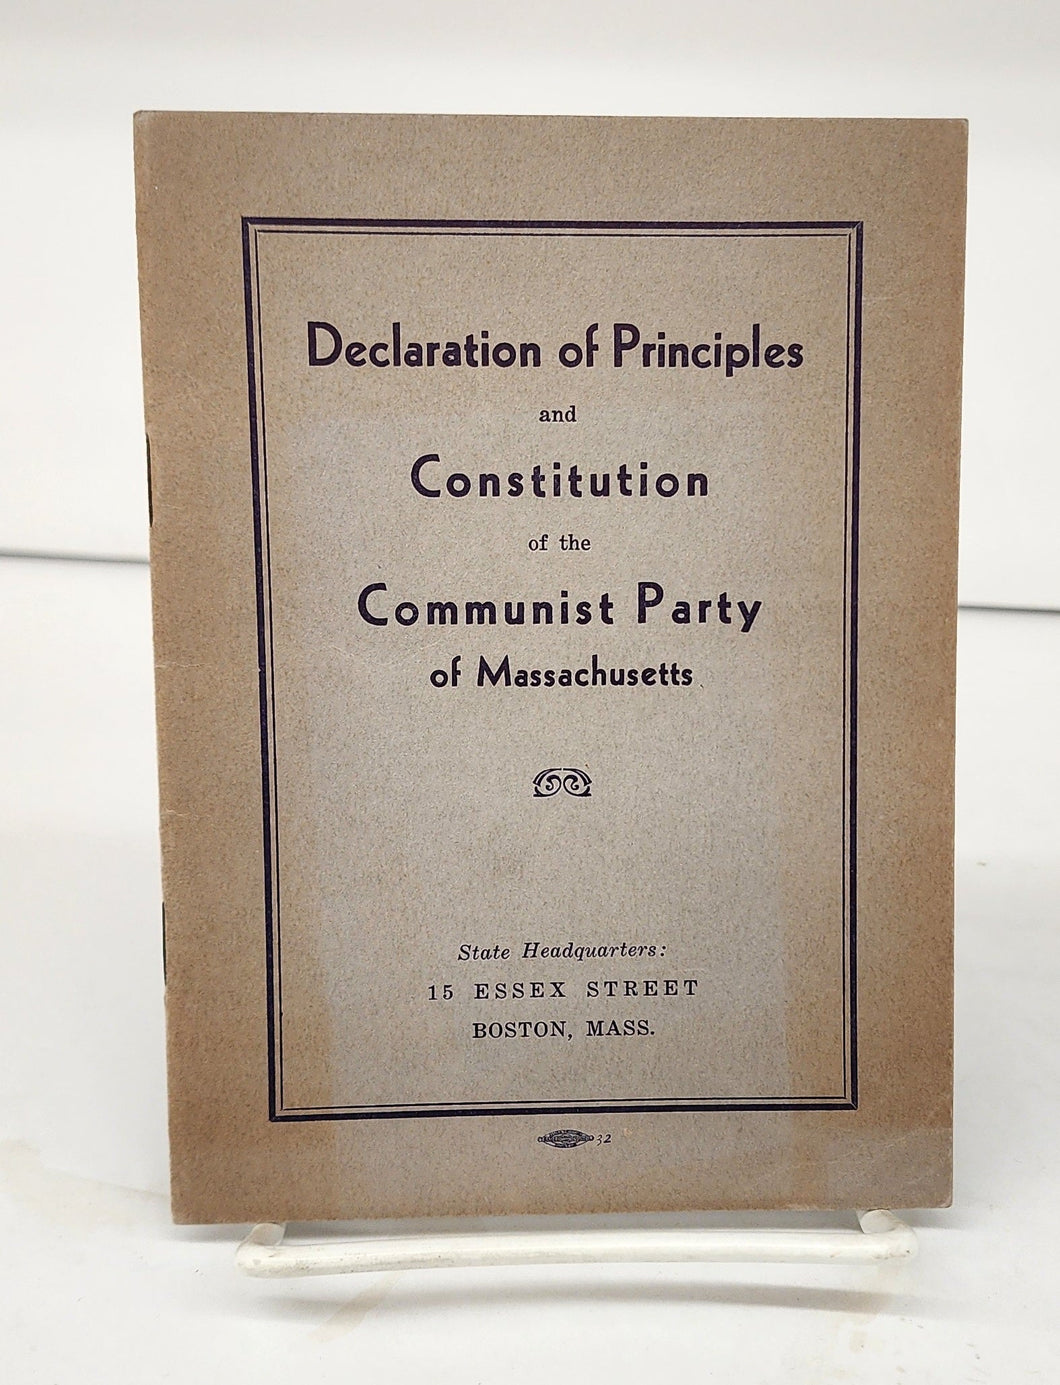 Declaration of Principles
and
Constitution
of the
Communist Party
of Massachusetts
State Headquarters:
15 ESSEX STREET
BOSTON, MASS.
32